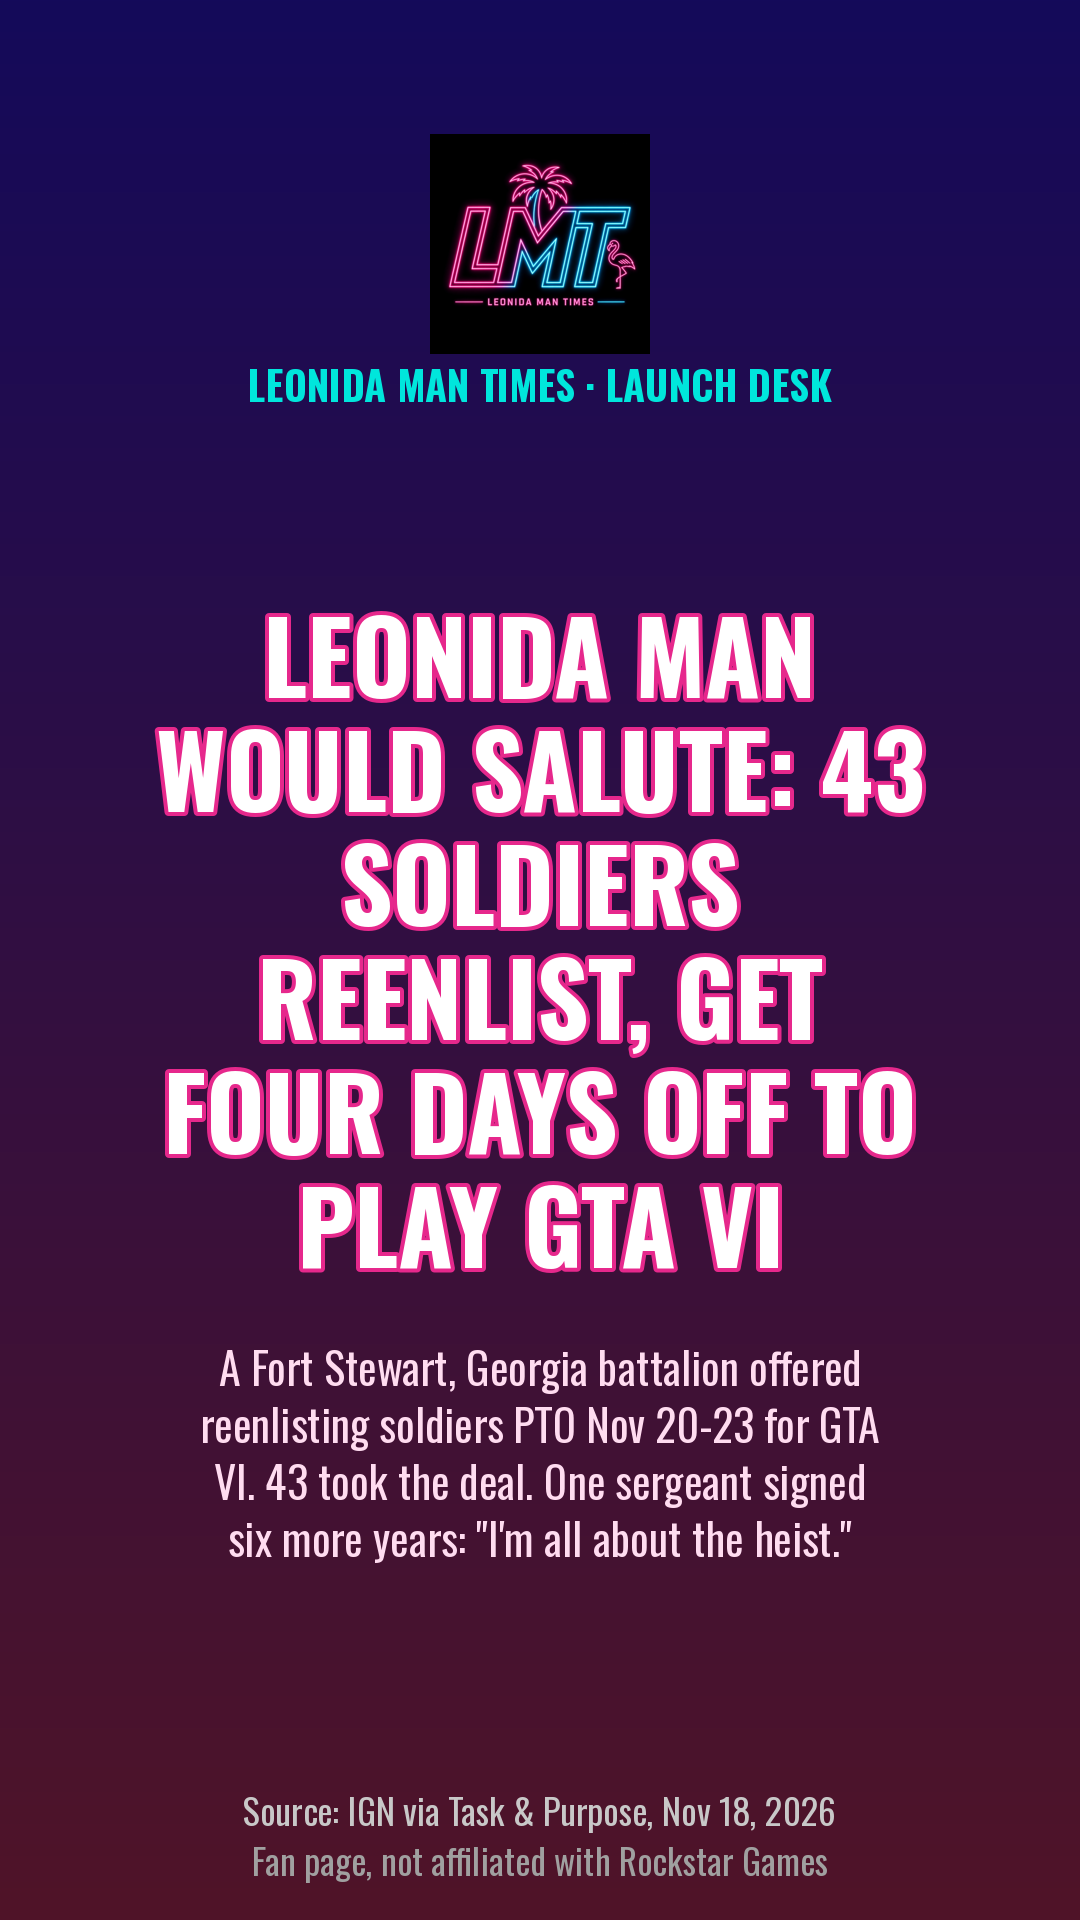 LMT
LEONIDA MAN TIMES
LEONIDA MAN TIMES · LAUNCH DESK
LEONIDA MAN
WOULD SALUTE: 43
SOLDIERS
REENLIST, GET
FOUR DAYS OFF TO
PLAY GTA VI
A Fort Stewart, Georgia battalion offered
reenlisting soldiers PTO Nov 20-23 for GTA
VI. 43 took the deal. One sergeant signed
six more years: "I'm all about the heist."
Source: IGN via Task & Purpose, Nov 18, 2026
Fan page, not affiliated with Rockstar Games